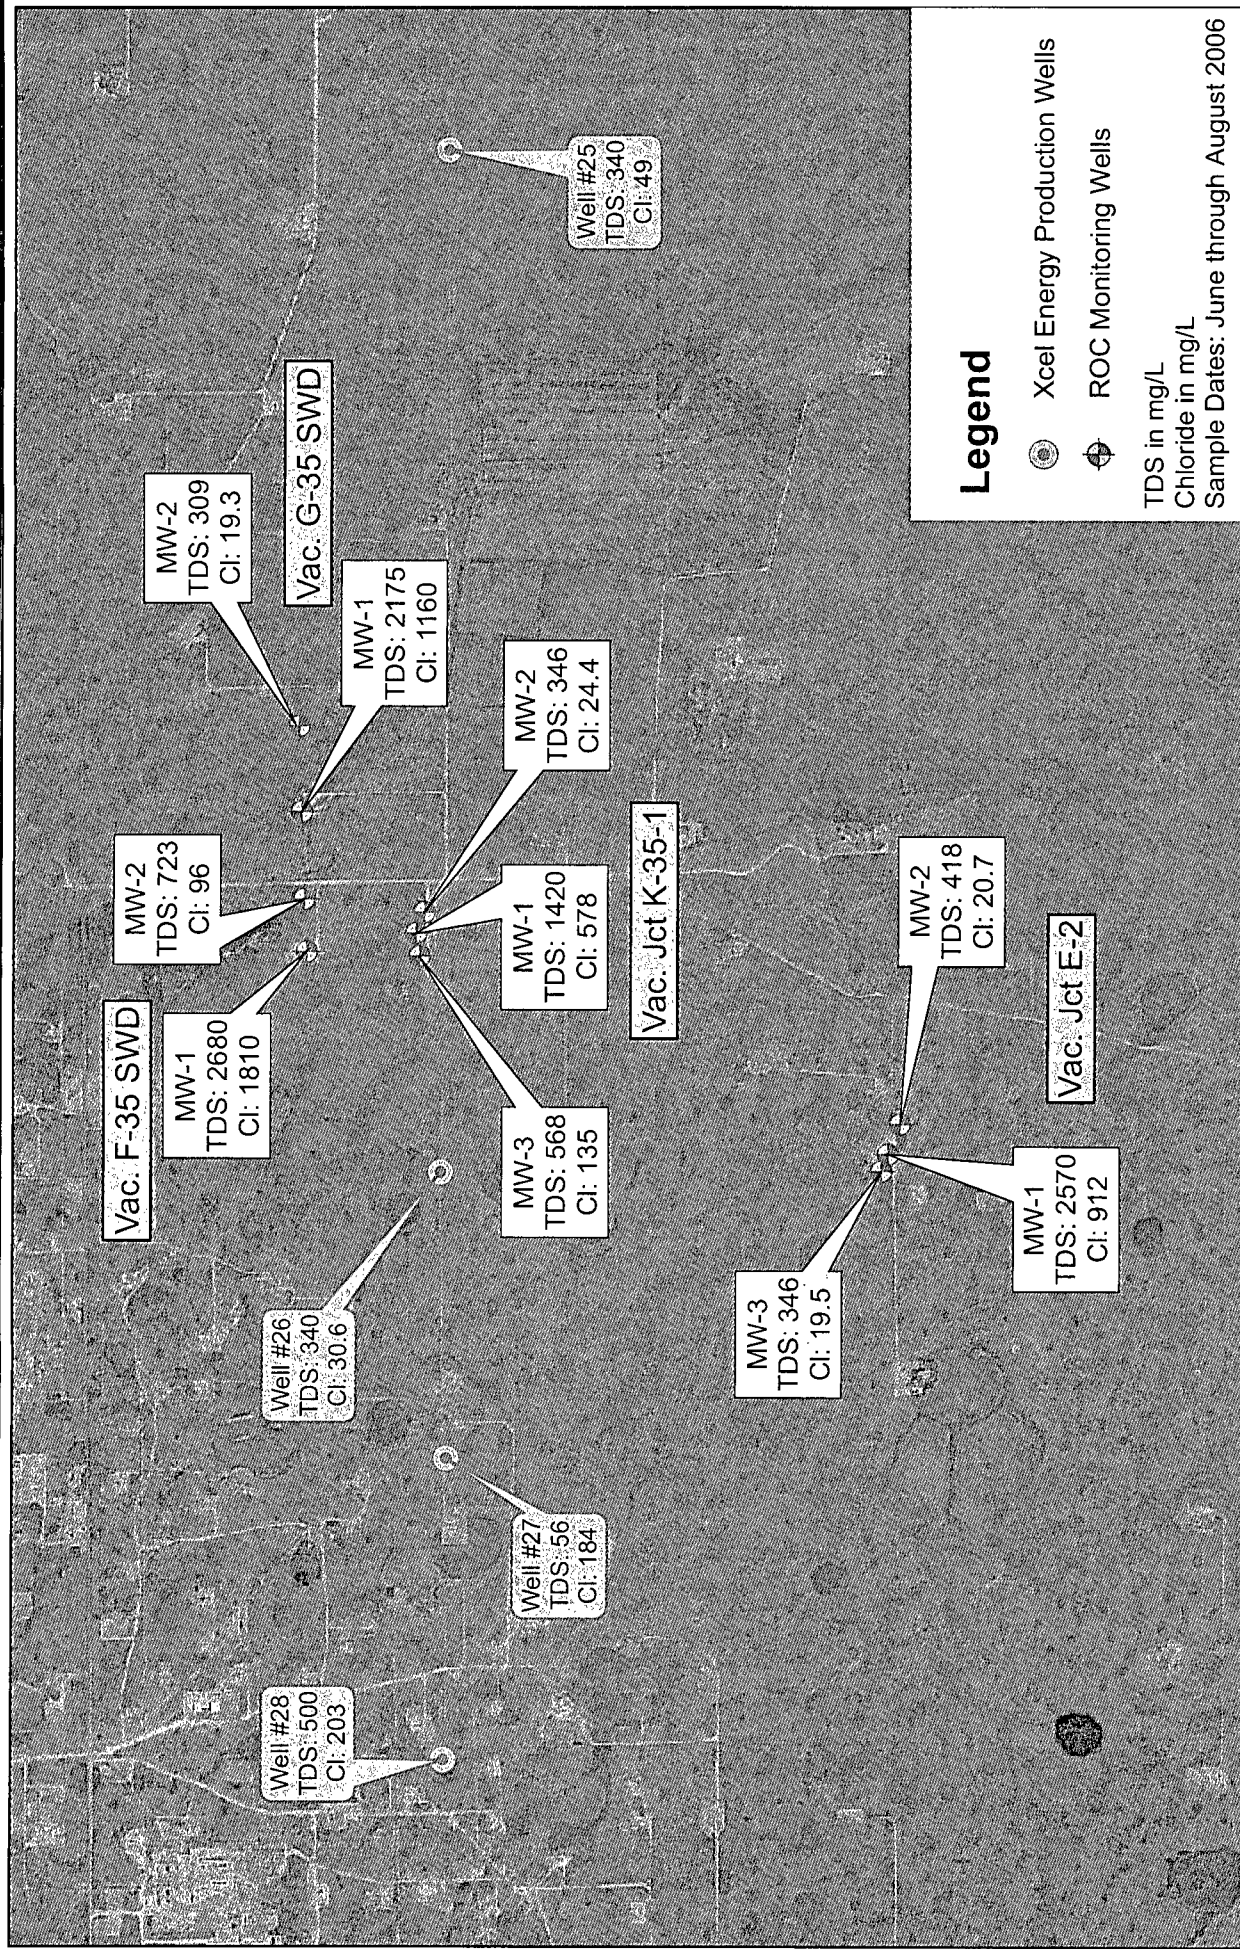 Vac. F-35 SWD
MW-1
TDS: 2680
Cl: 1810
MW-2
TDS: 723
Cl: 96
MW-2
TDS: 309
Cl: 19.3
Vac. G-35 SWD
MW-1
TDS: 2175
Cl: 1160
Well #28
TDS: 500
Cl: 203
Well #26
TDS: 340
Cl: 30.6
Well #27
TDS: 56
Cl: 184
MW-3
TDS: 568
Cl: 135
MW-1
TDS: 1420
Cl: 578
MW-2
TDS: 346
Cl: 24.4
Well #25
TDS: 340
Cl: 49
Vac. Jct K-35-1
MW-3
TDS: 346
Cl: 19.5
MW-2
TDS: 418
Cl: 20.7
MW-1
TDS: 2570
Cl: 912
Vac. Jct E-2
Legend
Xcel Energy Production Wells
ROC Monitoring Wells
TDS in mg/L
Chloride in mg/L
Sample Dates: June through August 2006